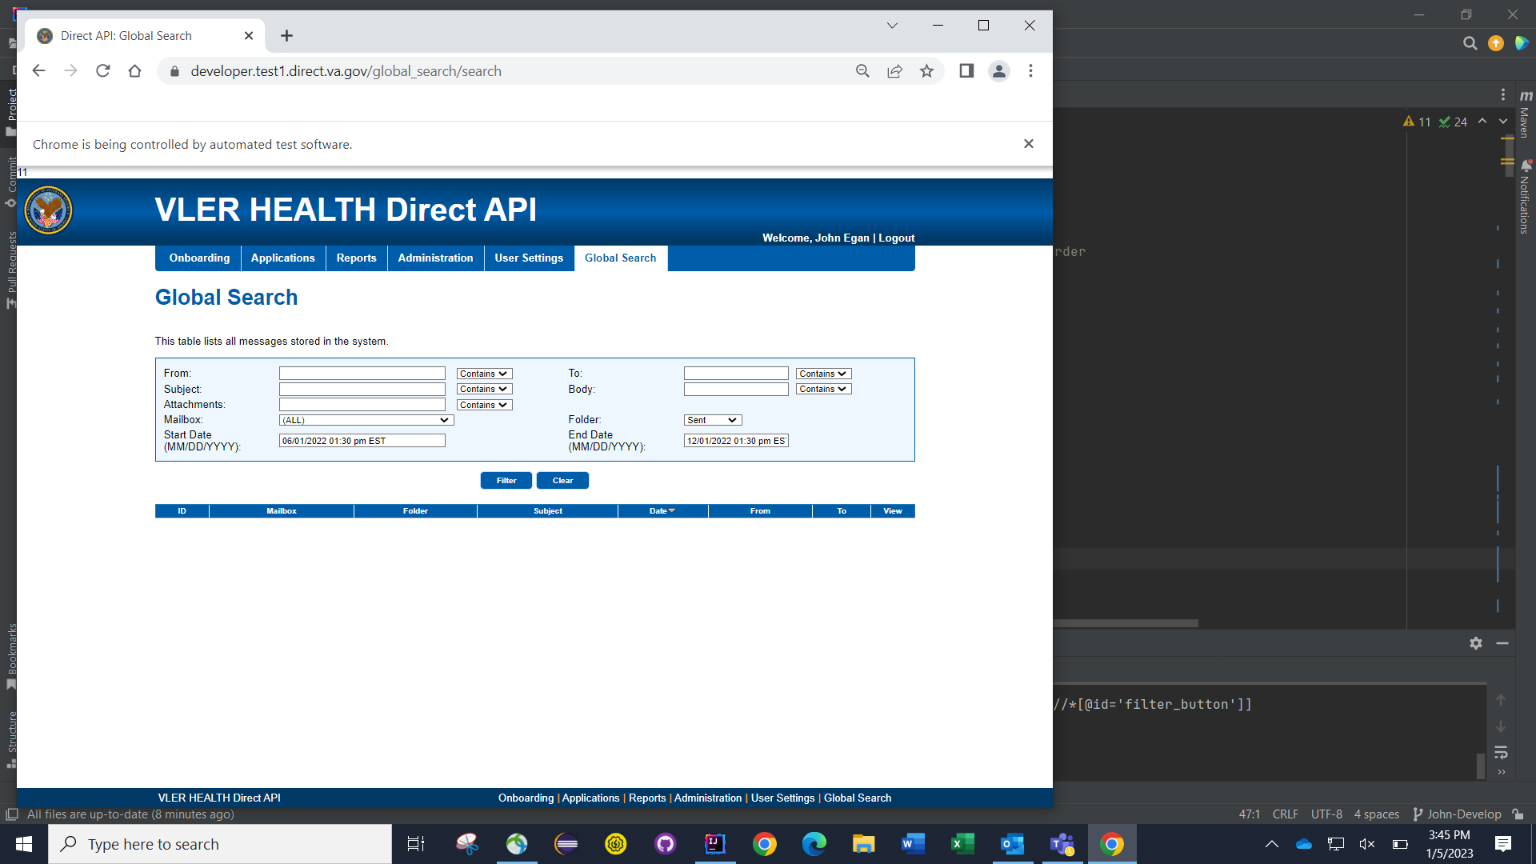 Direct API: Global Search
developer.test1.direct.va.gov/global_search/search
Chrome is being controlled by automated test software.
11
VLER HEALTH Direct API
Welcome, John Egan | Logout
Onboarding Applications Reports Administration User Settings Global Search
Global Search
This table lists all messages stored in the system.
From: Contains To: Contains
Subject: Contains Body: Contains
Attachments: Contains
Mailbox: (ALL) Folder: Sent
Start Date End Date
(MM/DD/YYYY): 06/01/2022 01:30 pm EST (MM/DD/YYYY): 12/01/2022 01:30 pm ES
Filter Clear
ID Mailbox Folder Subject Date From To View
VLER HEALTH Direct API Onboarding | Applications | Reports | Administration | User Settings | Global Search
Project
Commit
Pull Requests
Bookmarks
Structure
11 24
m
Maven
Notifications
rder
//*[@id='filter_button']]
All files are up-to-date (8 minutes ago) 47:1 CRLF UTF-8 4 spaces John-Develop
Type here to search
3:45 PM
1/5/2023